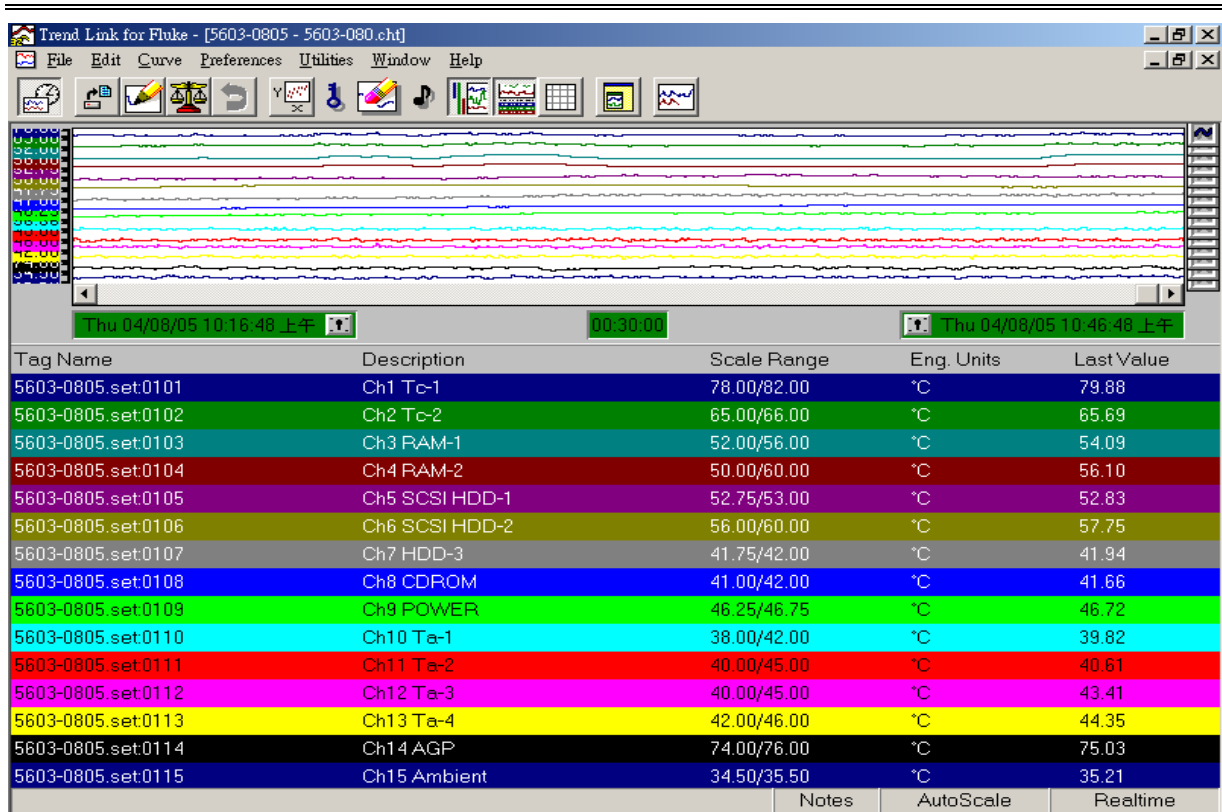 Trend Link for Fluke - [5603-0805 - 5603-080.cht]
File Edit Curve Preferences Utilities Window Help
Thu 04/08/05 10:16:48 上午 00:30:00 Thu 04/08/05 10:46:48 上午
Tag Name Description Scale Range Eng. Units Last Value
5603-0805.set:0101 Ch1 Tc-1 78.00/82.00 °C 79.88
5603-0805.set:0102 Ch2 Tc-2 65.00/66.00 °C 65.69
5603-0805.set:0103 Ch3 RAM-1 52.00/56.00 °C 54.09
5603-0805.set:0104 Ch4 RAM-2 50.00/60.00 °C 56.10
5603-0805.set:0105 Ch5 SCSI HDD-1 52.75/53.00 °C 52.83
5603-0805.set:0106 Ch6 SCSI HDD-2 56.00/60.00 °C 57.75
5603-0805.set:0107 Ch7 HDD-3 41.75/42.00 °C 41.94
5603-0805.set:0108 Ch8 CDROM 41.00/42.00 °C 41.66
5603-0805.set:0109 Ch9 POWER 46.25/46.75 °C 46.72
5603-0805.set:0110 Ch10 Ta-1 38.00/42.00 °C 39.82
5603-0805.set:0111 Ch11 Ta-2 40.00/45.00 °C 40.61
5603-0805.set:0112 Ch12 Ta-3 40.00/45.00 °C 43.41
5603-0805.set:0113 Ch13 Ta-4 42.00/46.00 °C 44.35
5603-0805.set:0114 Ch14 AGP 74.00/76.00 °C 75.03
5603-0805.set:0115 Ch15 Ambient 34.50/35.50 °C 35.21
Notes AutoScale Realtime